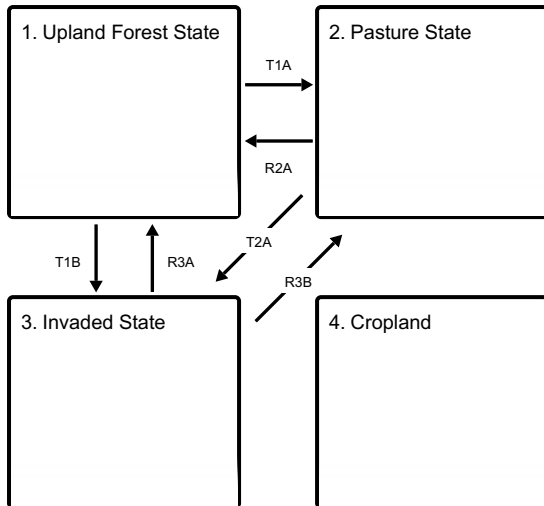 1. Upland Forest State
2. Pasture State
T1A
R2A
T1B
R3A
T2A
R3B
3. Invaded State
4. Cropland